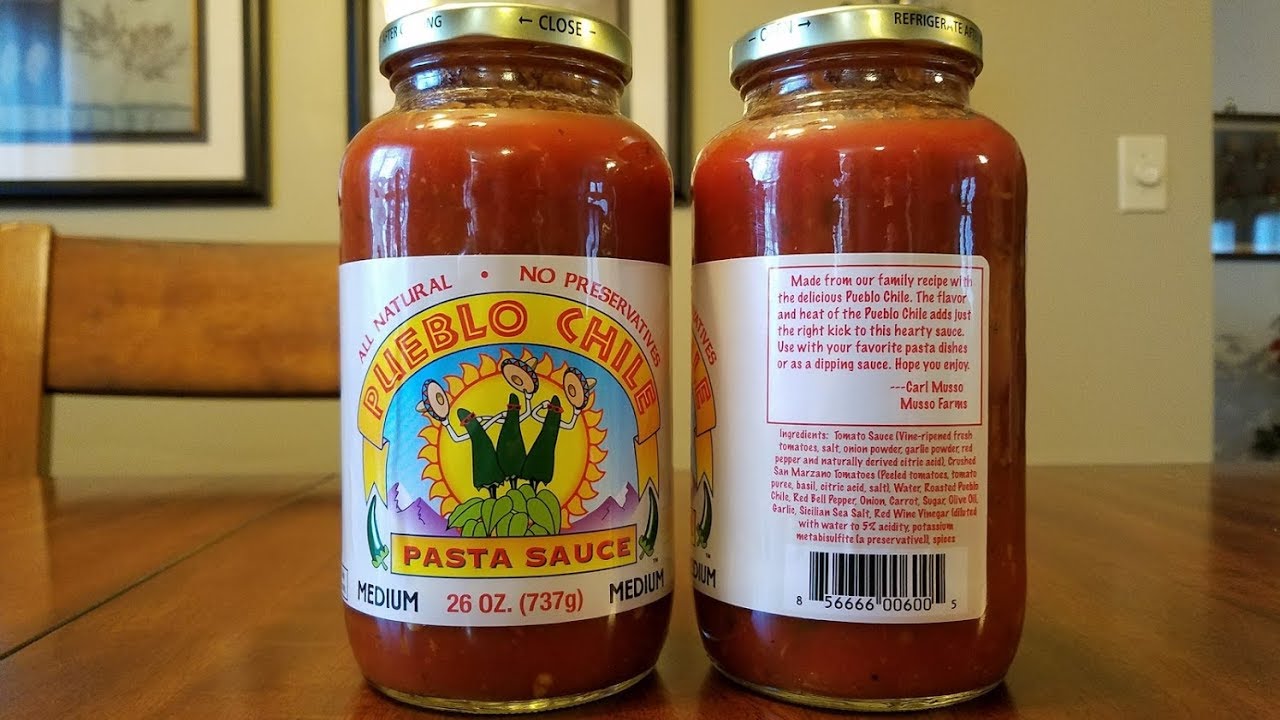 ← CLOSE –
ALL NATURAL • NO PRESERVATIVES
PUEBLO CHILE
PASTA SAUCE
MEDIUM 26 OZ. (737g) MEDIUM
REFRIGERATE AFTER
Made from our family recipe with
the delicious Pueblo Chile. The flavor
and heat of the Pueblo Chile adds just
the right kick to this hearty sauce.
Use with your favorite pasta dishes
or as a dipping sauce. Hope you enjoy.
---Carl Musso
Musso Farms
Ingredients: Tomato Sauce (Vine-ripened fresh
tomatoes, salt, onion powder, garlic powder, red
pepper and naturally derived citric acid), Crushed
San Marzano Tomatoes (Peeled tomatoes, tomato
puree, basil, citric acid, salt), Water, Roasted Pueblo
Chile, Red Bell Pepper, Onion, Carrot, Sugar, Olive Oil,
Garlic, Sicilian Sea Salt, Red Wine Vinegar (diluted
with water to 5% acidity, potassium
metabisulfite (a preservative), spices
8 56666 00600 5